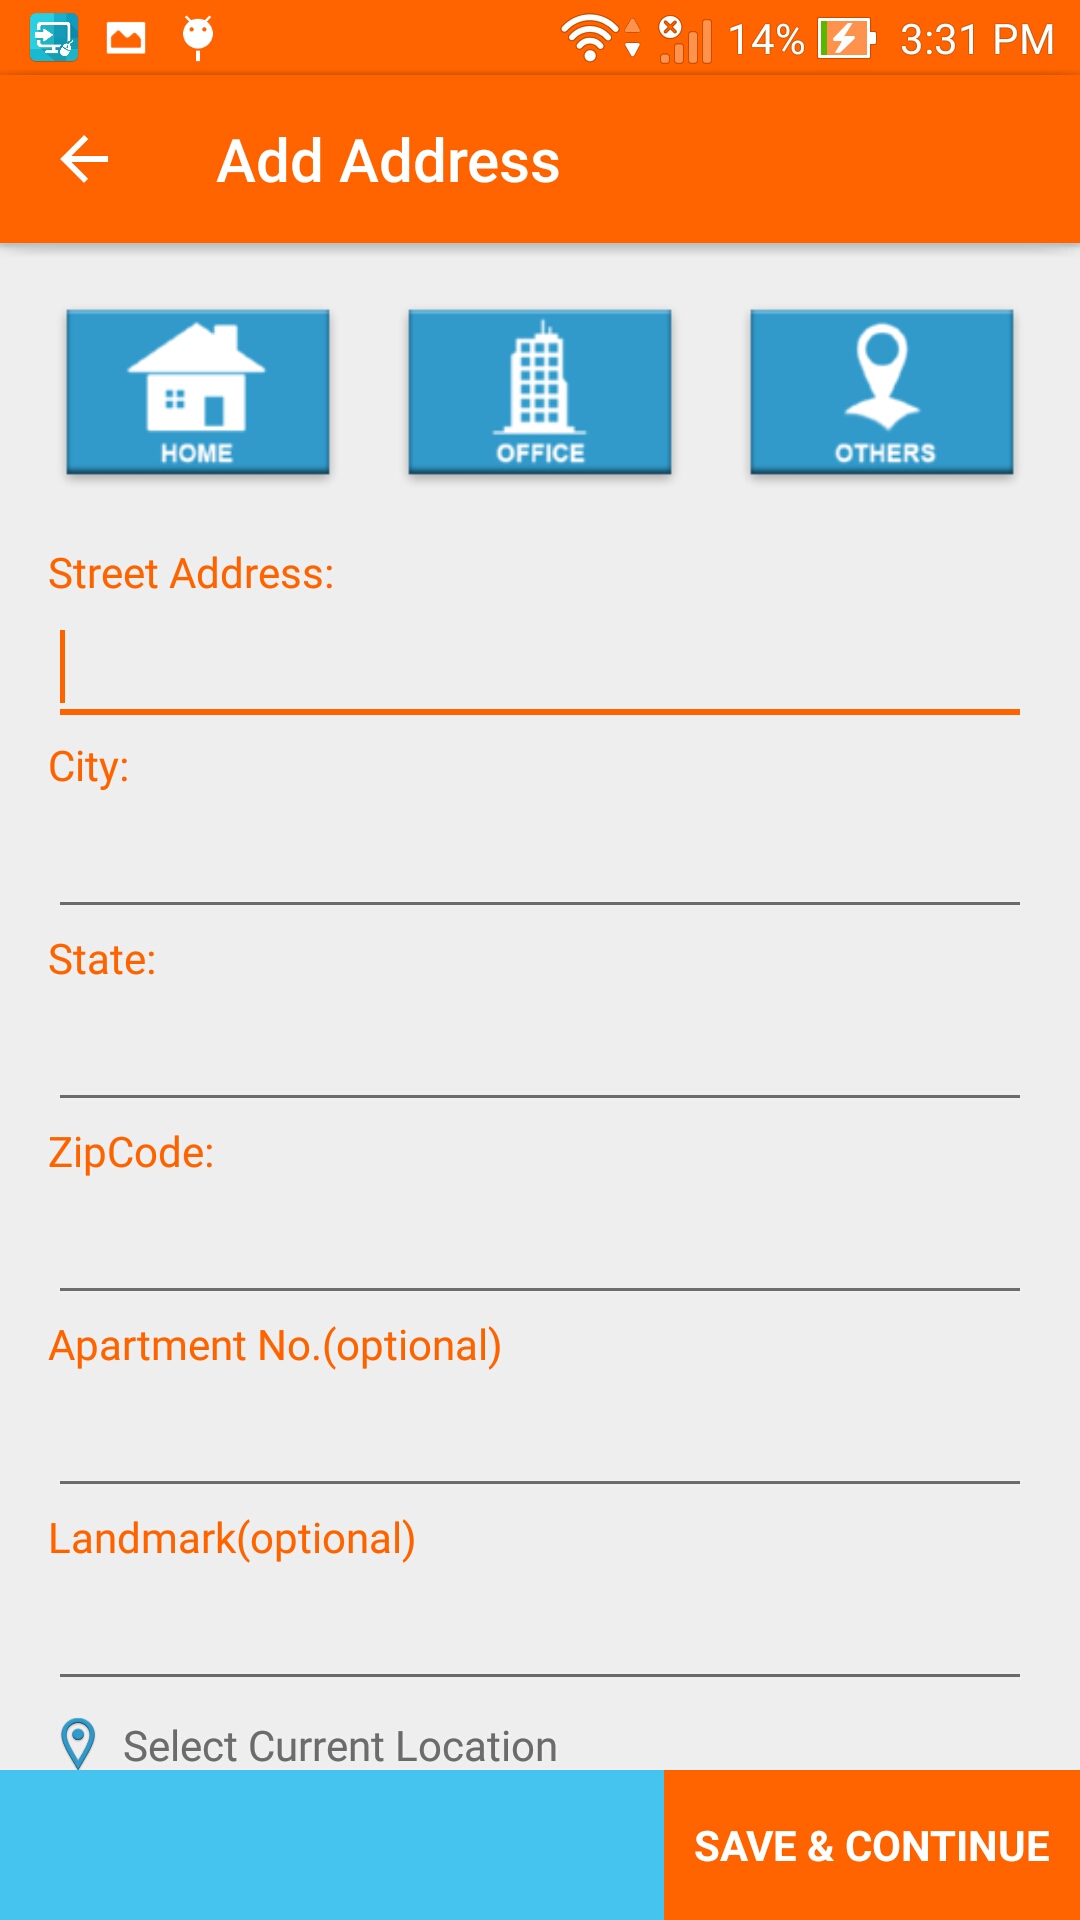 14% 3:31 PM
Add Address
HOME OFFICE OTHERS
Street Address:
City:
State:
ZipCode:
Apartment No.(optional)
Landmark(optional)
Select Current Location
SAVE & CONTINUE